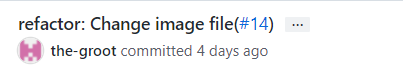 refactor: Change image file(#14) ...
the-groot committed 4 days ago